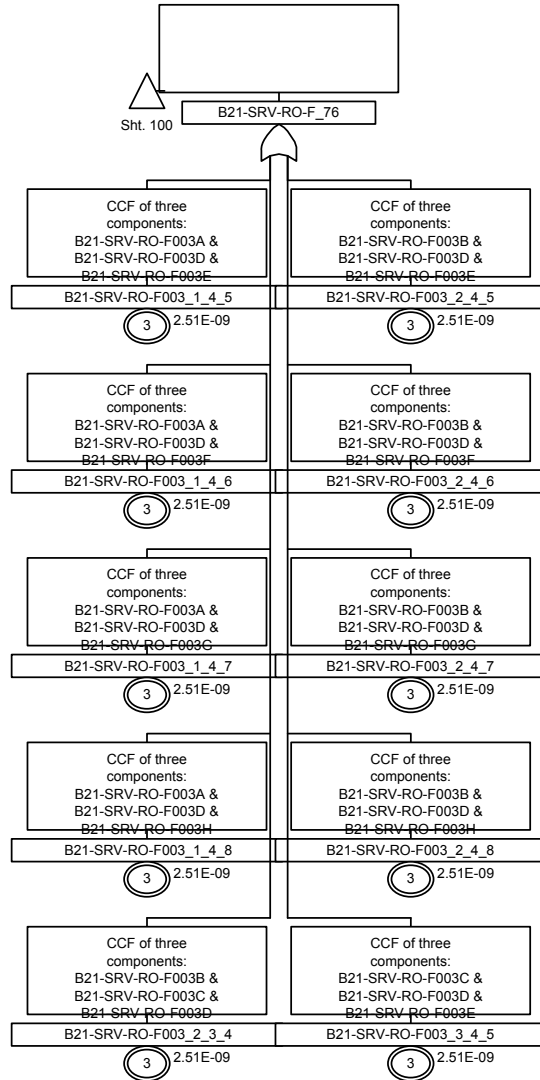 Sht. 100
B21-SRV-RO-F_76
CCF of three
components:
B21-SRV-RO-F003A &
B21-SRV-RO-F003D &
B21-SRV-RO-F003E
B21-SRV-RO-F003_1_4_5
3
2.51E-09
CCF of three
components:
B21-SRV-RO-F003B &
B21-SRV-RO-F003D &
B21-SRV-RO-F003E
B21-SRV-RO-F003_2_4_5
3
2.51E-09
CCF of three
components:
B21-SRV-RO-F003A &
B21-SRV-RO-F003D &
B21-SRV-RO-F003F
B21-SRV-RO-F003_1_4_6
3
2.51E-09
CCF of three
components:
B21-SRV-RO-F003B &
B21-SRV-RO-F003D &
B21-SRV-RO-F003F
B21-SRV-RO-F003_2_4_6
3
2.51E-09
CCF of three
components:
B21-SRV-RO-F003A &
B21-SRV-RO-F003D &
B21-SRV-RO-F003G
B21-SRV-RO-F003_1_4_7
3
2.51E-09
CCF of three
components:
B21-SRV-RO-F003B &
B21-SRV-RO-F003D &
B21-SRV-RO-F003G
B21-SRV-RO-F003_2_4_7
3
2.51E-09
CCF of three
components:
B21-SRV-RO-F003A &
B21-SRV-RO-F003D &
B21-SRV-RO-F003H
B21-SRV-RO-F003_1_4_8
3
2.51E-09
CCF of three
components:
B21-SRV-RO-F003B &
B21-SRV-RO-F003D &
B21-SRV-RO-F003H
B21-SRV-RO-F003_2_4_8
3
2.51E-09
CCF of three
components:
B21-SRV-RO-F003B &
B21-SRV-RO-F003C &
B21-SRV-RO-F003D
B21-SRV-RO-F003_2_3_4
3
2.51E-09
CCF of three
components:
B21-SRV-RO-F003C &
B21-SRV-RO-F003D &
B21-SRV-RO-F003E
B21-SRV-RO-F003_3_4_5
3
2.51E-09